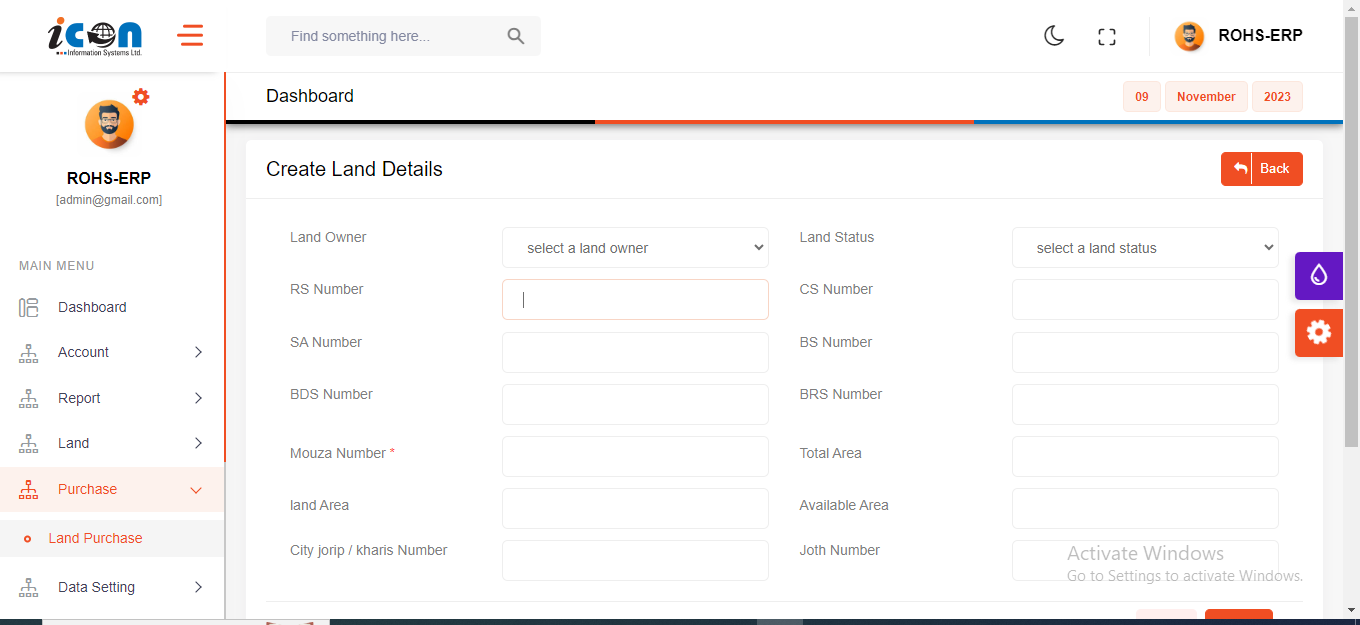 icon
Information Systems Ltd.
Find something here...
ROHS-ERP
Dashboard
09 November 2023
ROHS-ERP
[admin@gmail.com]
MAIN MENU
Dashboard
Account
Report
Land
Purchase
Land Purchase
Data Setting
Create Land Details
Back
Land Owner select a land owner Land Status select a land status
RS Number CS Number
SA Number BS Number
BDS Number BRS Number
Mouza Number * Total Area
land Area Available Area
City jorip / kharis Number Joth Number
Activate Windows
Go to Settings to activate Windows.